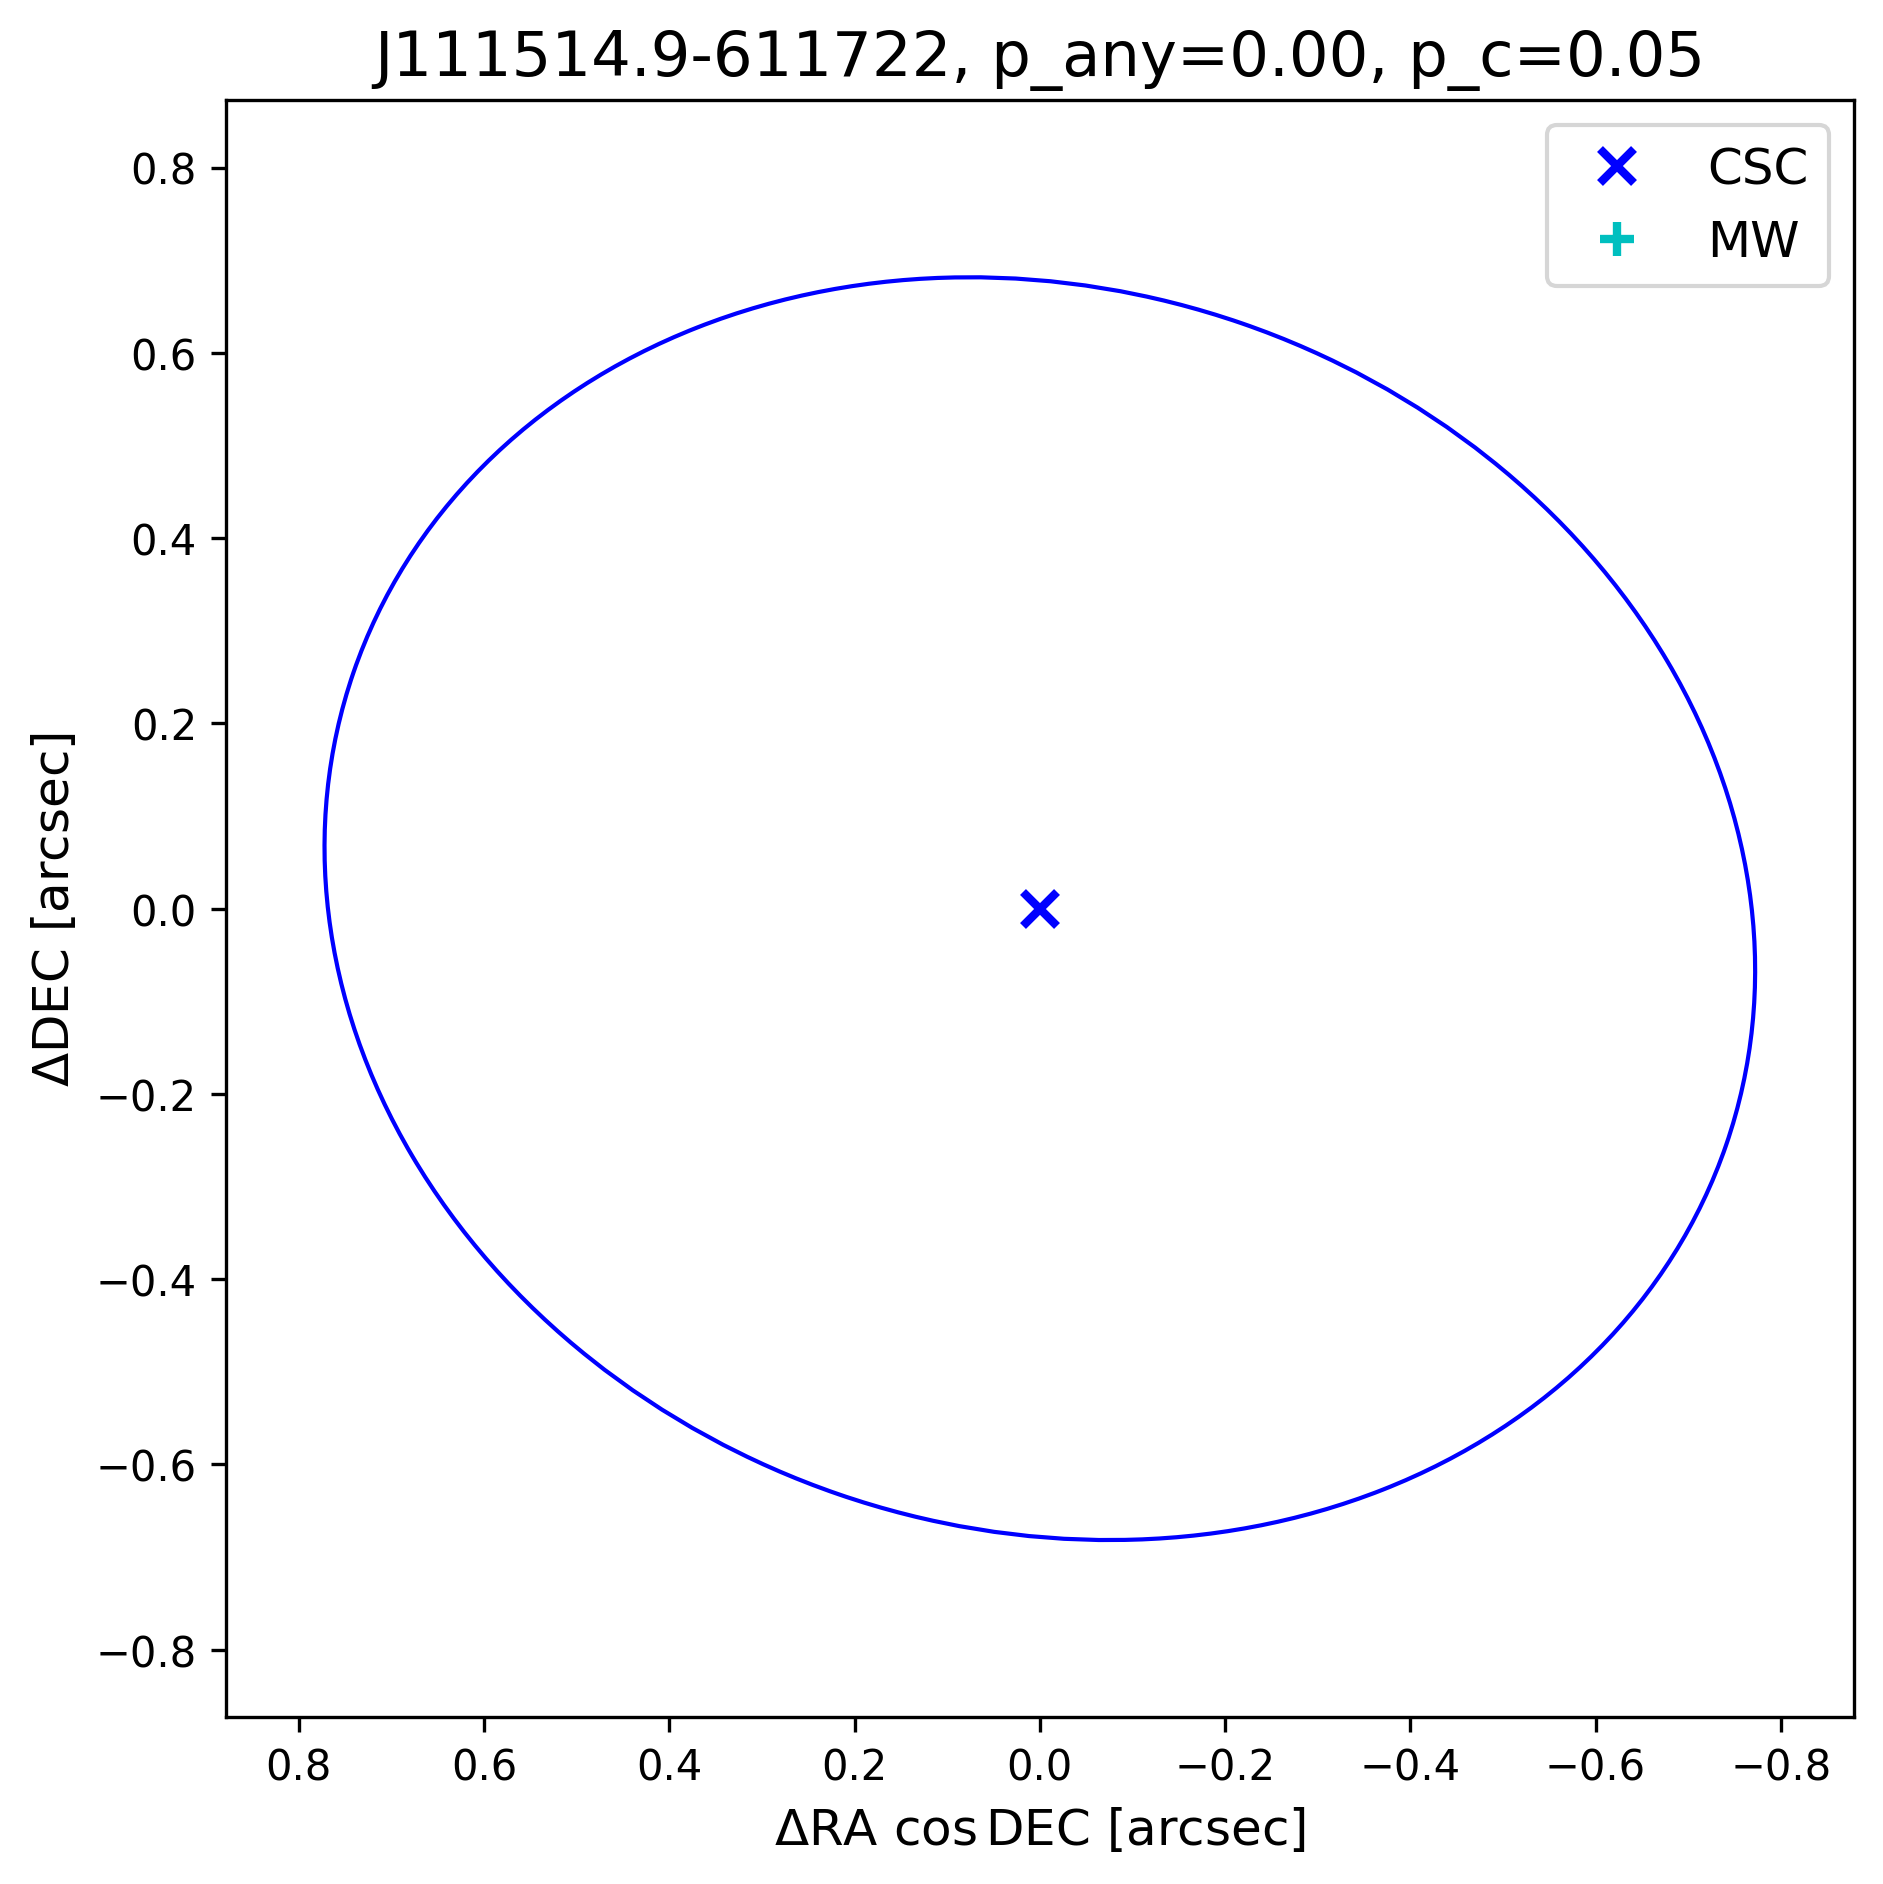 J111514.9-611722, p_any=0.00, p_c=0.05
CSC
MW
0.8
0.6
0.4
0.2
0.0
−0.2
−0.4
−0.6
−0.8
ΔDEC [arcsec]
0.8 0.6 0.4 0.2 0.0 −0.2 −0.4 −0.6 −0.8
ΔRA cos DEC [arcsec]